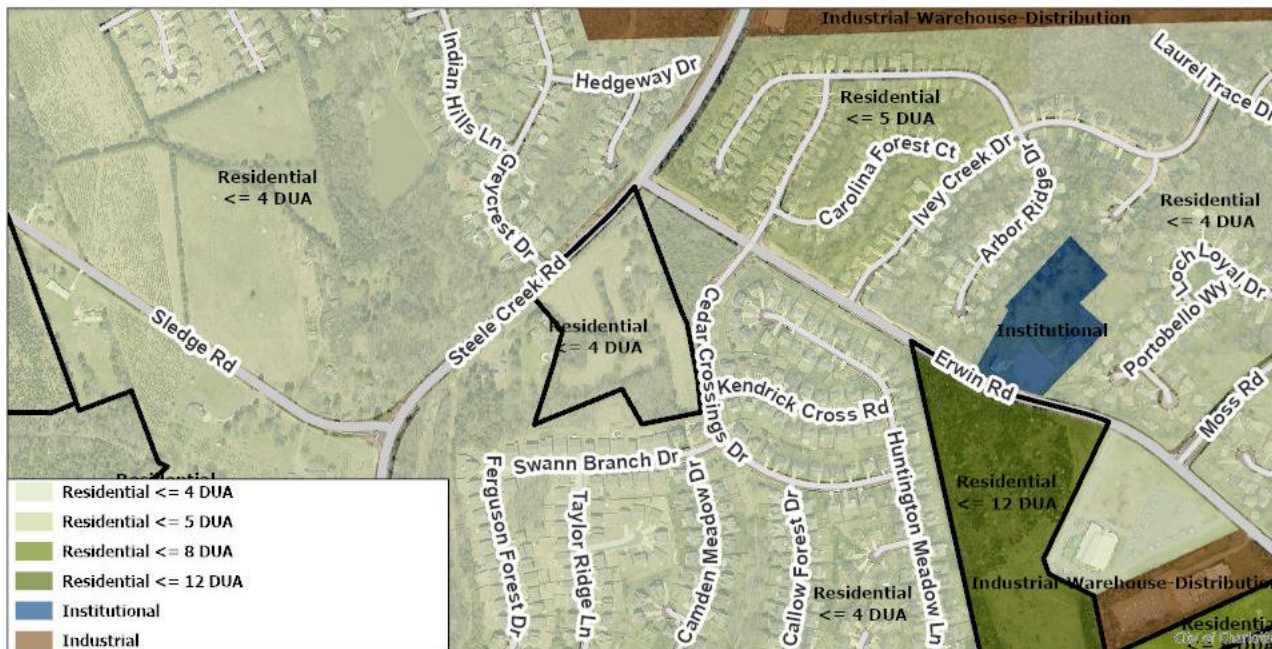 Industrial-Warehouse-Distribution
Indian Hills Ln
Hedgeway Dr
Laurel Trace Dr
Residential
<= 5 DUA
Greycrest Dr
Carolina Forest Ct
Ivey Creek Dr
Arbor Ridge Dr
Residential
<= 4 DUA
Residential
<= 4 DUA
Loch Loyal Dr
Portobello Wy
Sledge Rd
Steele Creek Rd
Residential
<= 4 DUA
Cedar Crossings Dr
Institutional
Erwin Rd
Kendrick Cross Rd
Moss Rd
Swann Branch Dr
Huntington Meadow Ln
Residential
<= 12 DUA
Ferguson Forest Dr
Taylor Ridge Ln
Camden Meadow Dr
Callow Forest Dr
Residential
<= 4 DUA
Industrial-Warehouse-Distribution
Residential
Residential
Residential <= 4 DUA
Residential <= 5 DUA
Residential <= 8 DUA
Residential <= 12 DUA
Institutional
Industrial
City of Charlotte